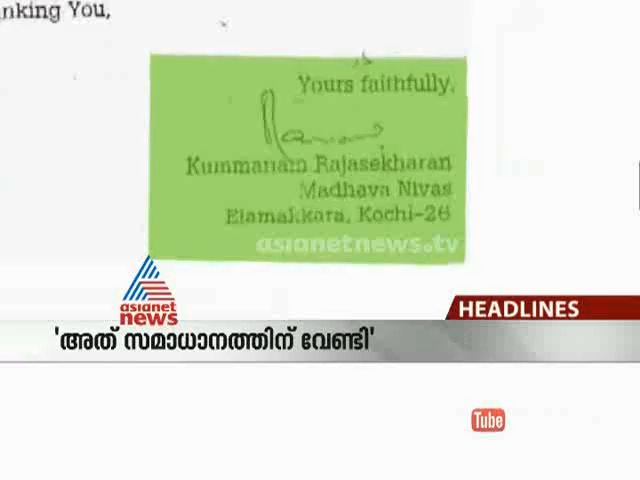 nking You,
Yours faithfully,
Kummanam Rajasekharan
Madhava Nivas
Elamakkara, Kochi-26
asianetnews.tv
asianet
news
HEADLINES
'അത് സമാധാനത്തിന് വേണ്ടി'
Tube